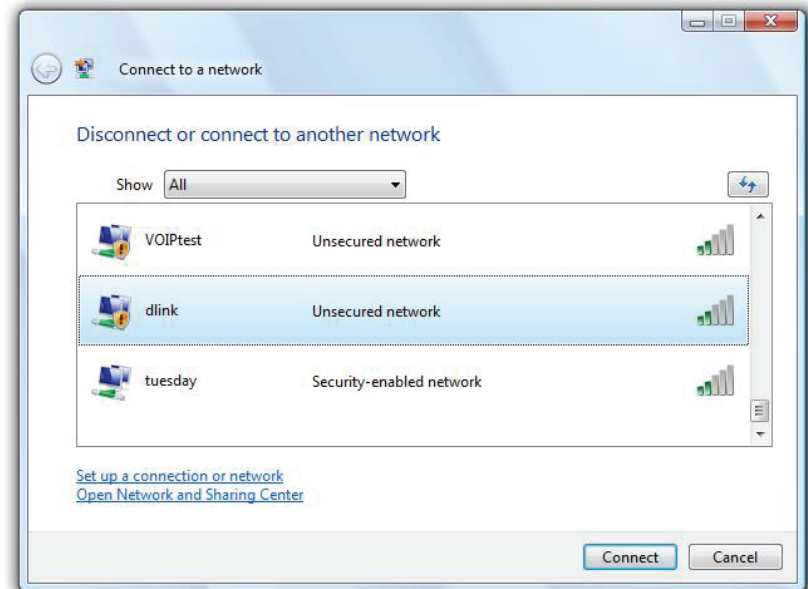 Connect to a network
Disconnect or connect to another network
Show All
VOIPtest Unsecured network
dlink Unsecured network
tuesday Security-enabled network
Set up a connection or network
Open Network and Sharing Center
Connect Cancel